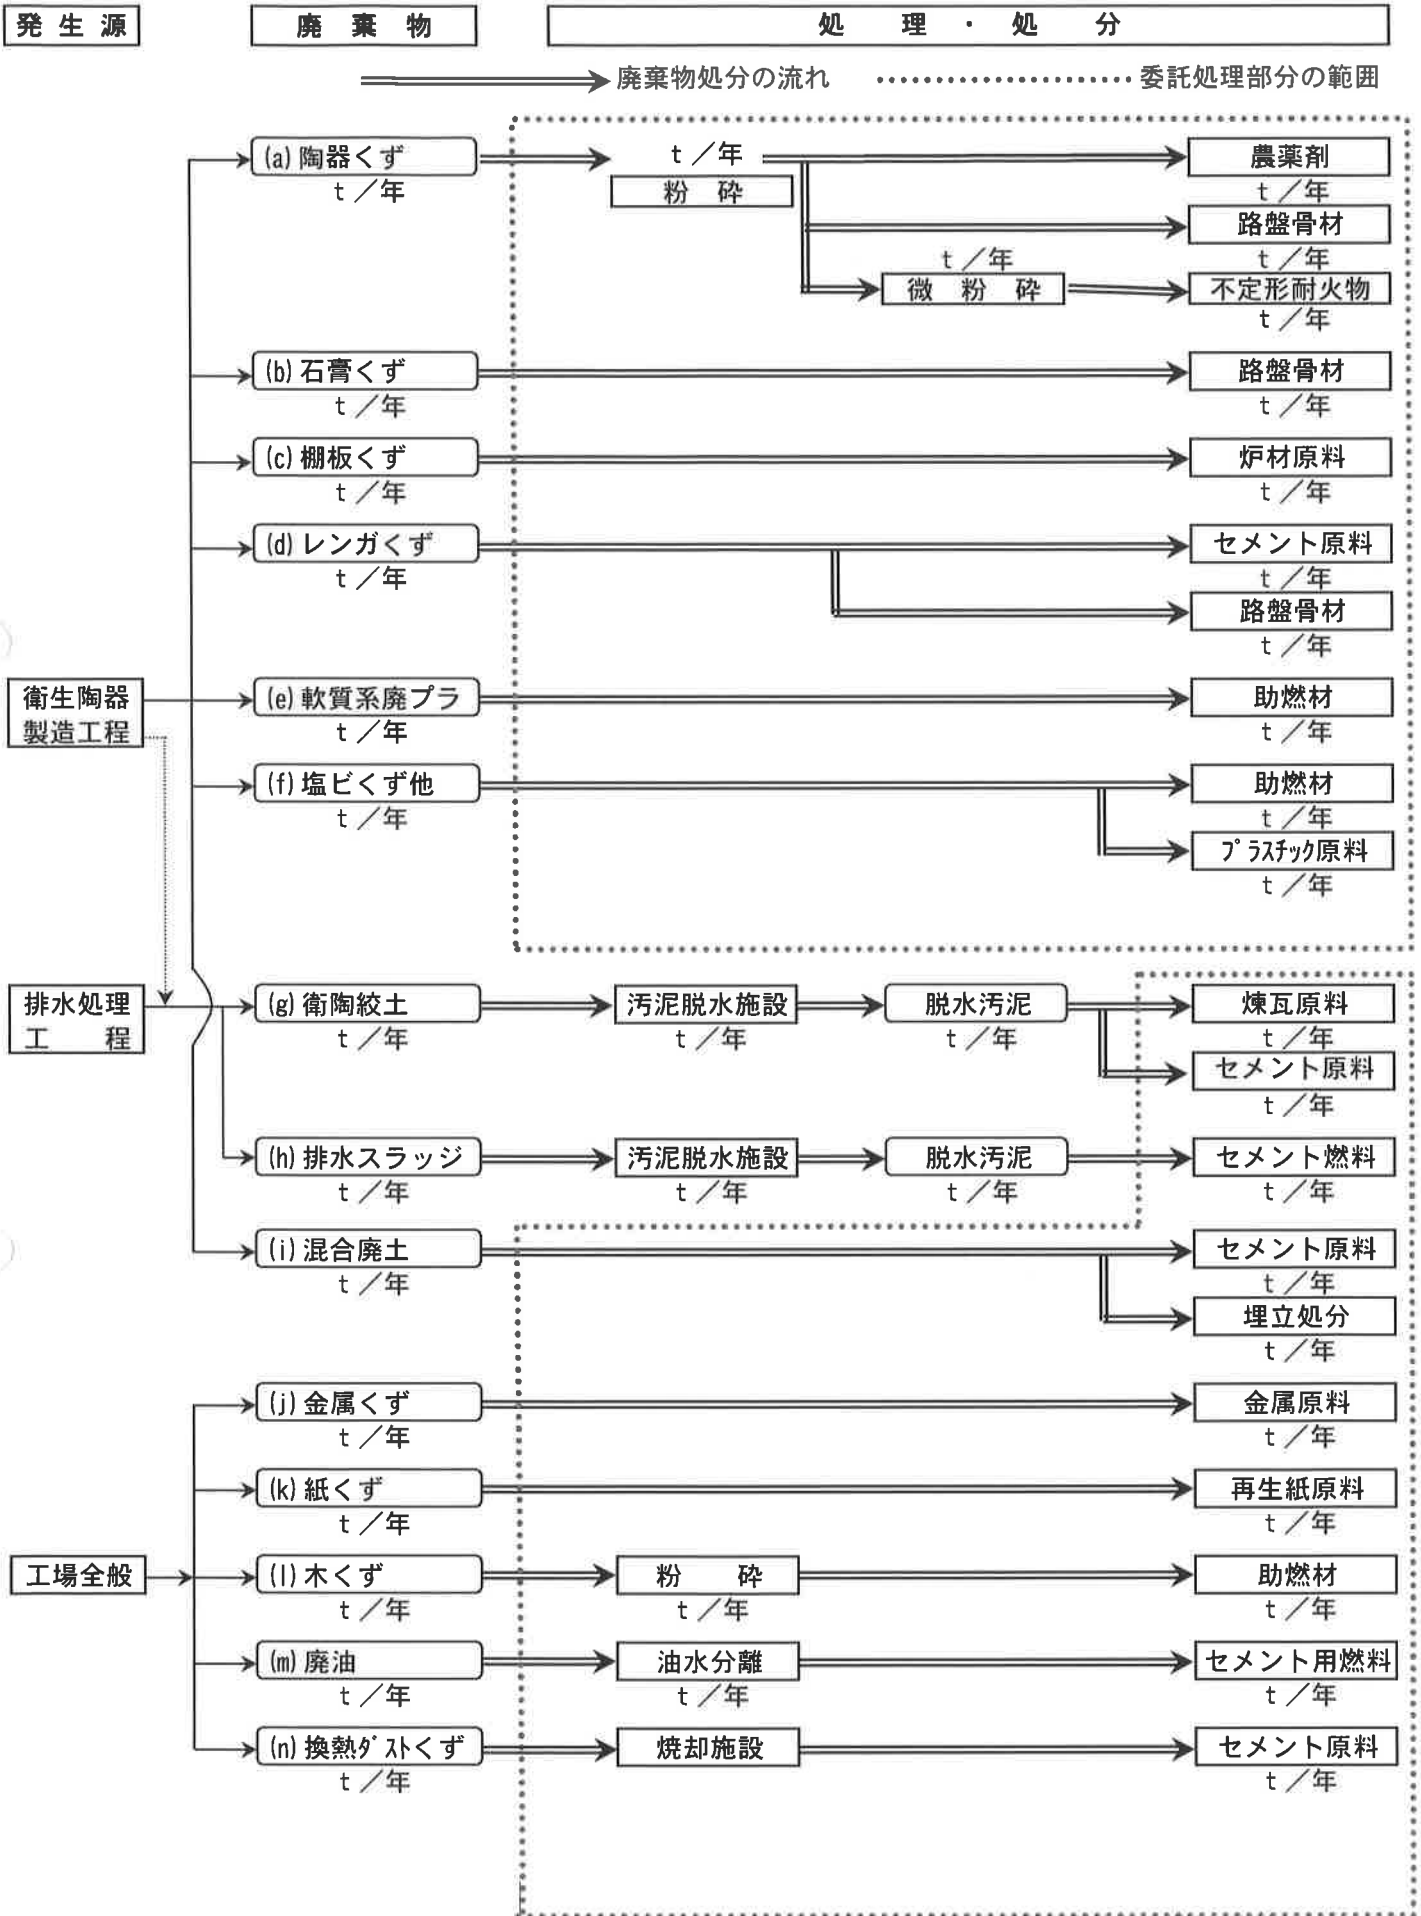 発生源 廃棄物 処理・処分
廃棄物処分の流れ 委託処理部分の範囲
(a)陶器くず t／年 農薬剤
t／年 粉砕 t／年
路盤骨材
t／年 t／年
微粉砕 不定形耐火物
t／年
(b)石膏くず 路盤骨材
t／年 t／年
(c)棚板くず 炉材原料
t／年 t／年
(d)レンガくず セメント原料
t／年 t／年
路盤骨材
t／年
衛生陶器 (e)軟質系廃プラ 助燃材
製造工程 t／年 t／年
(f)塩ビくず他 助燃材
t／年 t／年
プラスチック原料
t／年
排水処理 (g)衛陶絞土 汚泥脱水施設 脱水汚泥 煉瓦原料
工程 t／年 t／年 t／年 t／年
セメント原料
t／年
(h)排水スラッジ 汚泥脱水施設 脱水汚泥 セメント燃料
t／年 t／年 t／年 t／年
(i)混合廃土 セメント原料
t／年 t／年
埋立処分
t／年
(j)金属くず 金属原料
t／年 t／年
(k)紙くず 再生紙原料
t／年 t／年
工場全般 (l)木くず 粉砕 助燃材
t／年 t／年 t／年
(m)廃油 油水分離 セメント用燃料
t／年 t／年 t／年
(n)換熱ダストくず 焼却施設 セメント原料
t／年 t／年